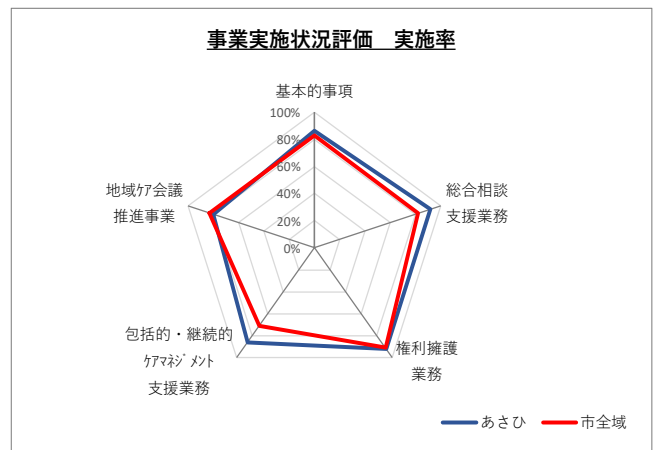 事業実施状況評価　実施率
基本的事項
100%
80%
60%
40%
20%
0%
総合相談
支援業務
権利擁護
業務
包括的・継続的
ｹｱﾏﾈｼﾞﾒﾝﾄ
支援業務
地域ｹｱ会議
推進事業
あさひ
市全域